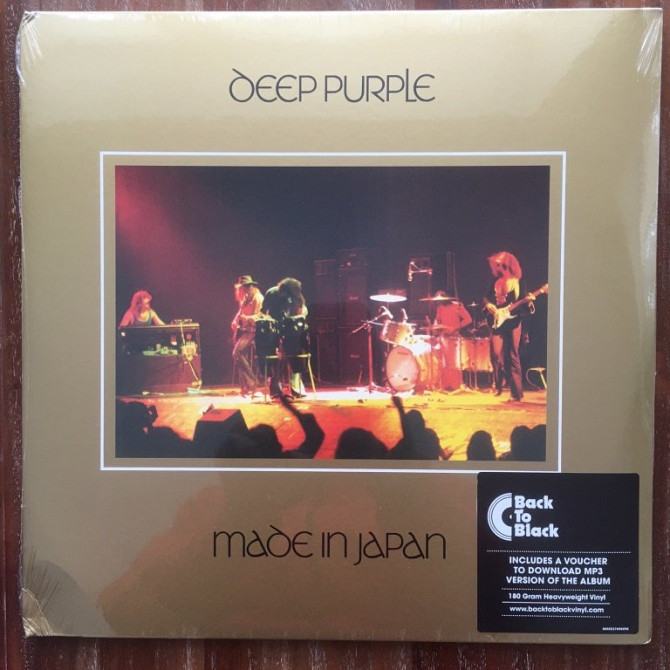 DEEP PURPLE
MADE IN JAPAN
Back
To
Black
INCLUDES A VOUCHER
TO DOWNLOAD MP3
VERSION OF THE ALBUM
180 Gram Heavyweight Vinyl
www.backtoblackvinyl.com